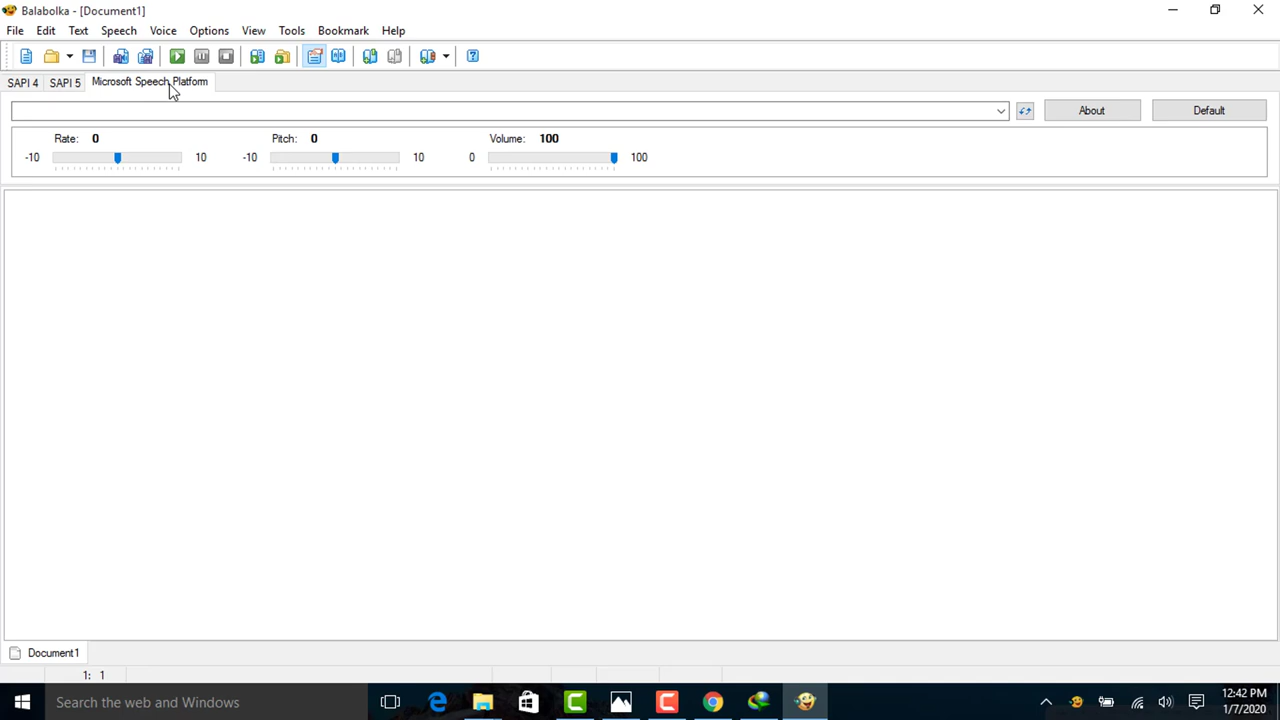 Balabolka - [Document1]
File Edit Text Speech Voice Options View Tools Bookmark Help
SAPI 4 SAPI 5 Microsoft Speech Platform
About Default
Rate: 0 Pitch: 0 Volume: 100
-10 10 -10 10 0 100
Document1
1: 1
Search the web and Windows
12:42 PM
1/7/2020